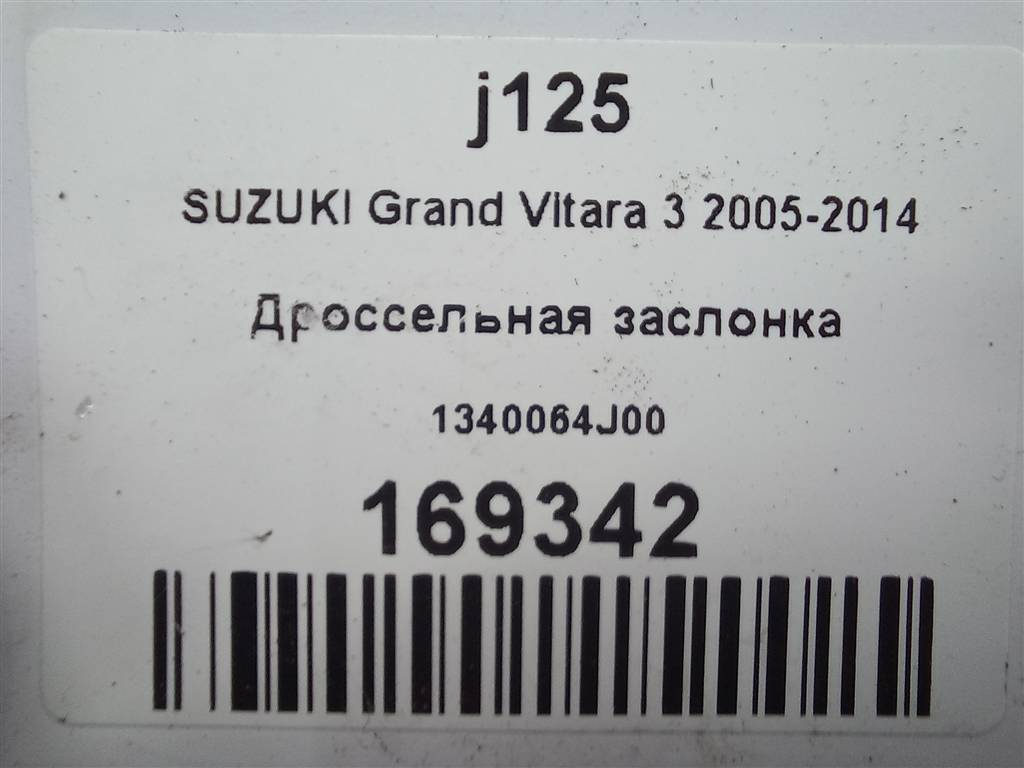 j125
SUZUKI Grand Vitara 3 2005-2014
Дроссельная заслонка
1340064J00
169342